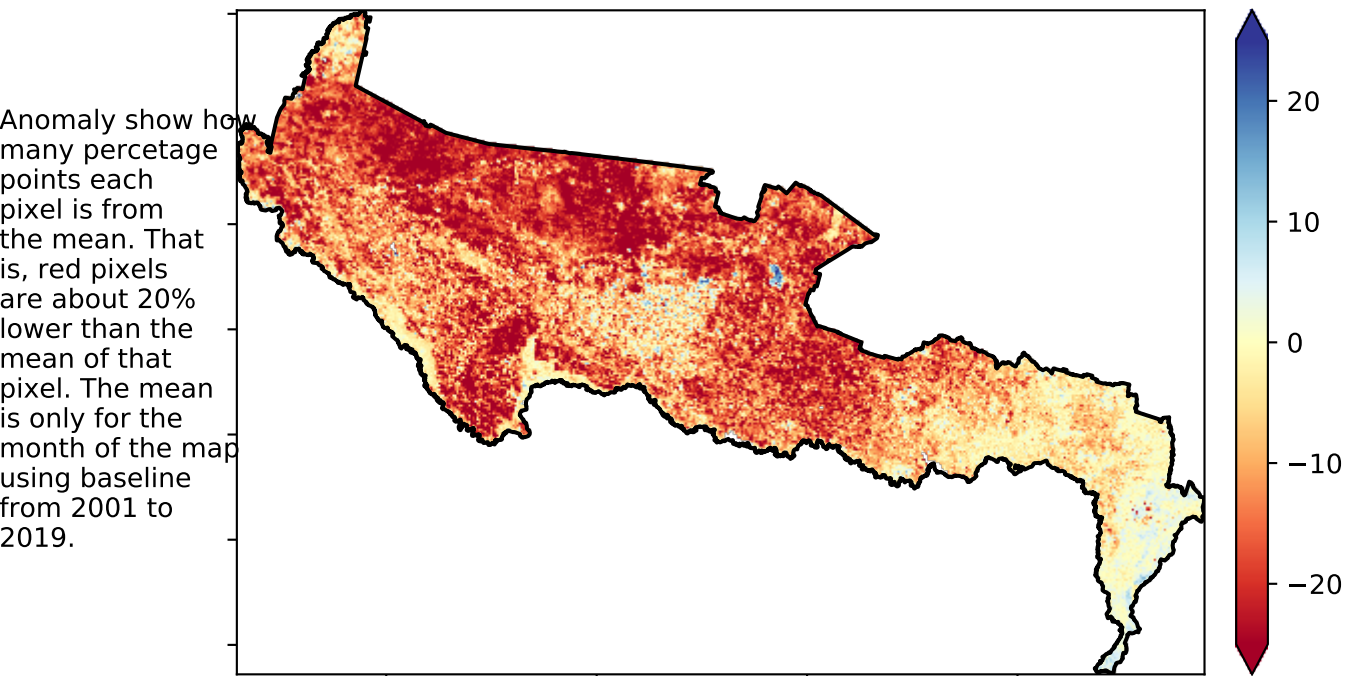 Anomaly show how
many percetage
points each
pixel is from
the mean. That
is, red pixels
are about 20%
lower than the
mean of that
pixel. The mean
is only for the
month of the map
using baseline
from 2001 to
2019.
20
10
0
−10
−20